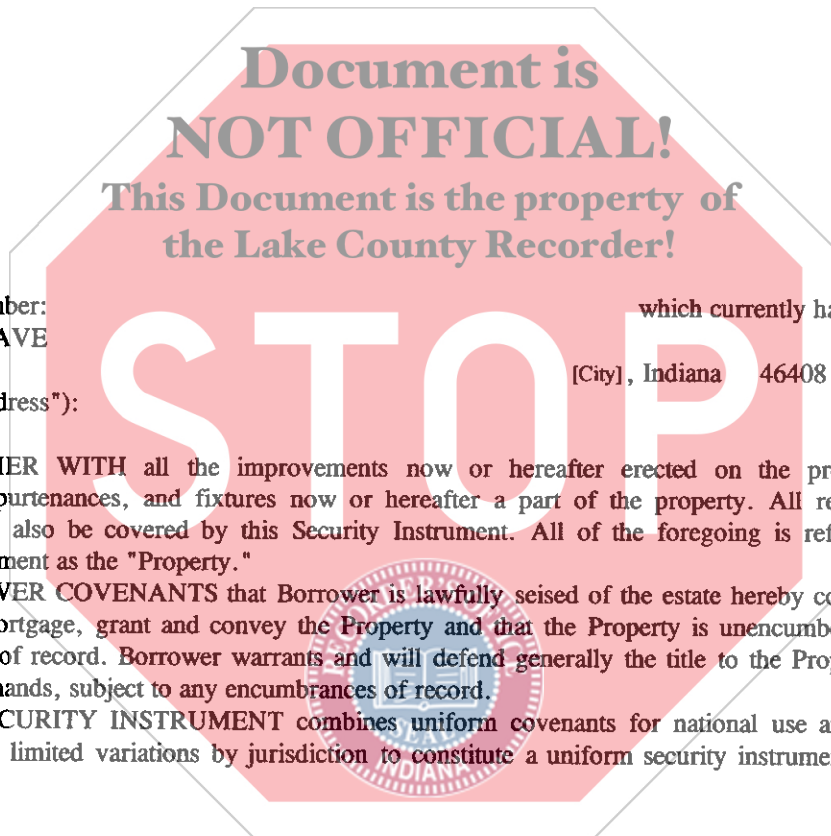 Document is
NOT OFFICIAL!
This Document is the property of
the Lake County Recorder!
STOP
ber: which currently ha
AVE
[City], Indiana 46408
dress"):
ER WITH all the improvements now or hereafter erected on the pr
purtenances, and fixtures now or hereafter a part of the property. All re
also be covered by this Security Instrument. All of the foregoing is ref
ment as the "Property."
VER COVENANTS that Borrower is lawfully seised of the estate hereby co
ortgage, grant and convey the Property and that the Property is unencumb
of record. Borrower warrants and will defend generally the title to the Prop
ands, subject to any encumbrances of record.
CURITY INSTRUMENT combines uniform covenants for national use a
limited variations by jurisdiction to constitute a uniform security instrume
SEAL
INDIANA